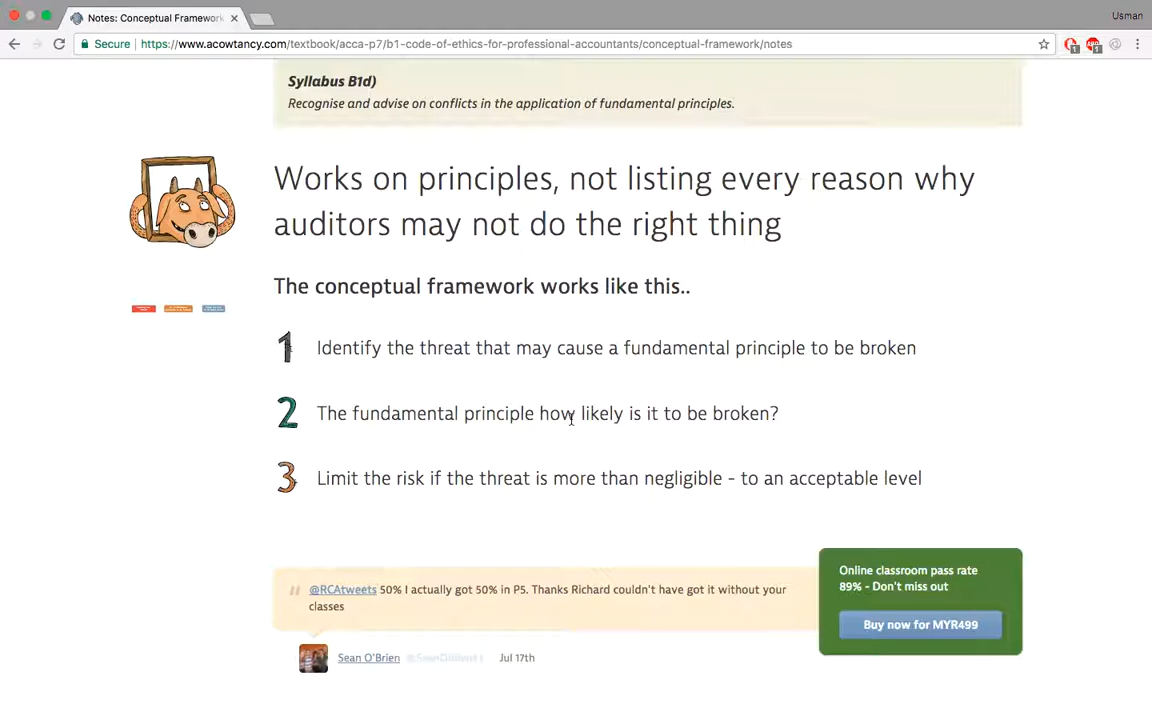 Notes: Conceptual Framework
Usman
Secure
https://www.acowtancy.com/textbook/acca-p7/b1-code-of-ethics-for-professional-accountants/conceptual-framework/notes
Syllabus B1d)
Recognise and advise on conflicts in the application of fundamental principles.
Works on principles, not listing every reason why
auditors may not do the right thing
The conceptual framework works like this..
1 Identify the threat that may cause a fundamental principle to be broken
2 The fundamental principle how likely is it to be broken?
3 Limit the risk if the threat is more than negligible - to an acceptable level
Online classroom pass rate
89% - Don't miss out
Buy now for MYR499
@RCAtweets 50% I actually got 50% in P5. Thanks Richard couldn't have got it without your
classes
Sean O'Brien
Jul 17th